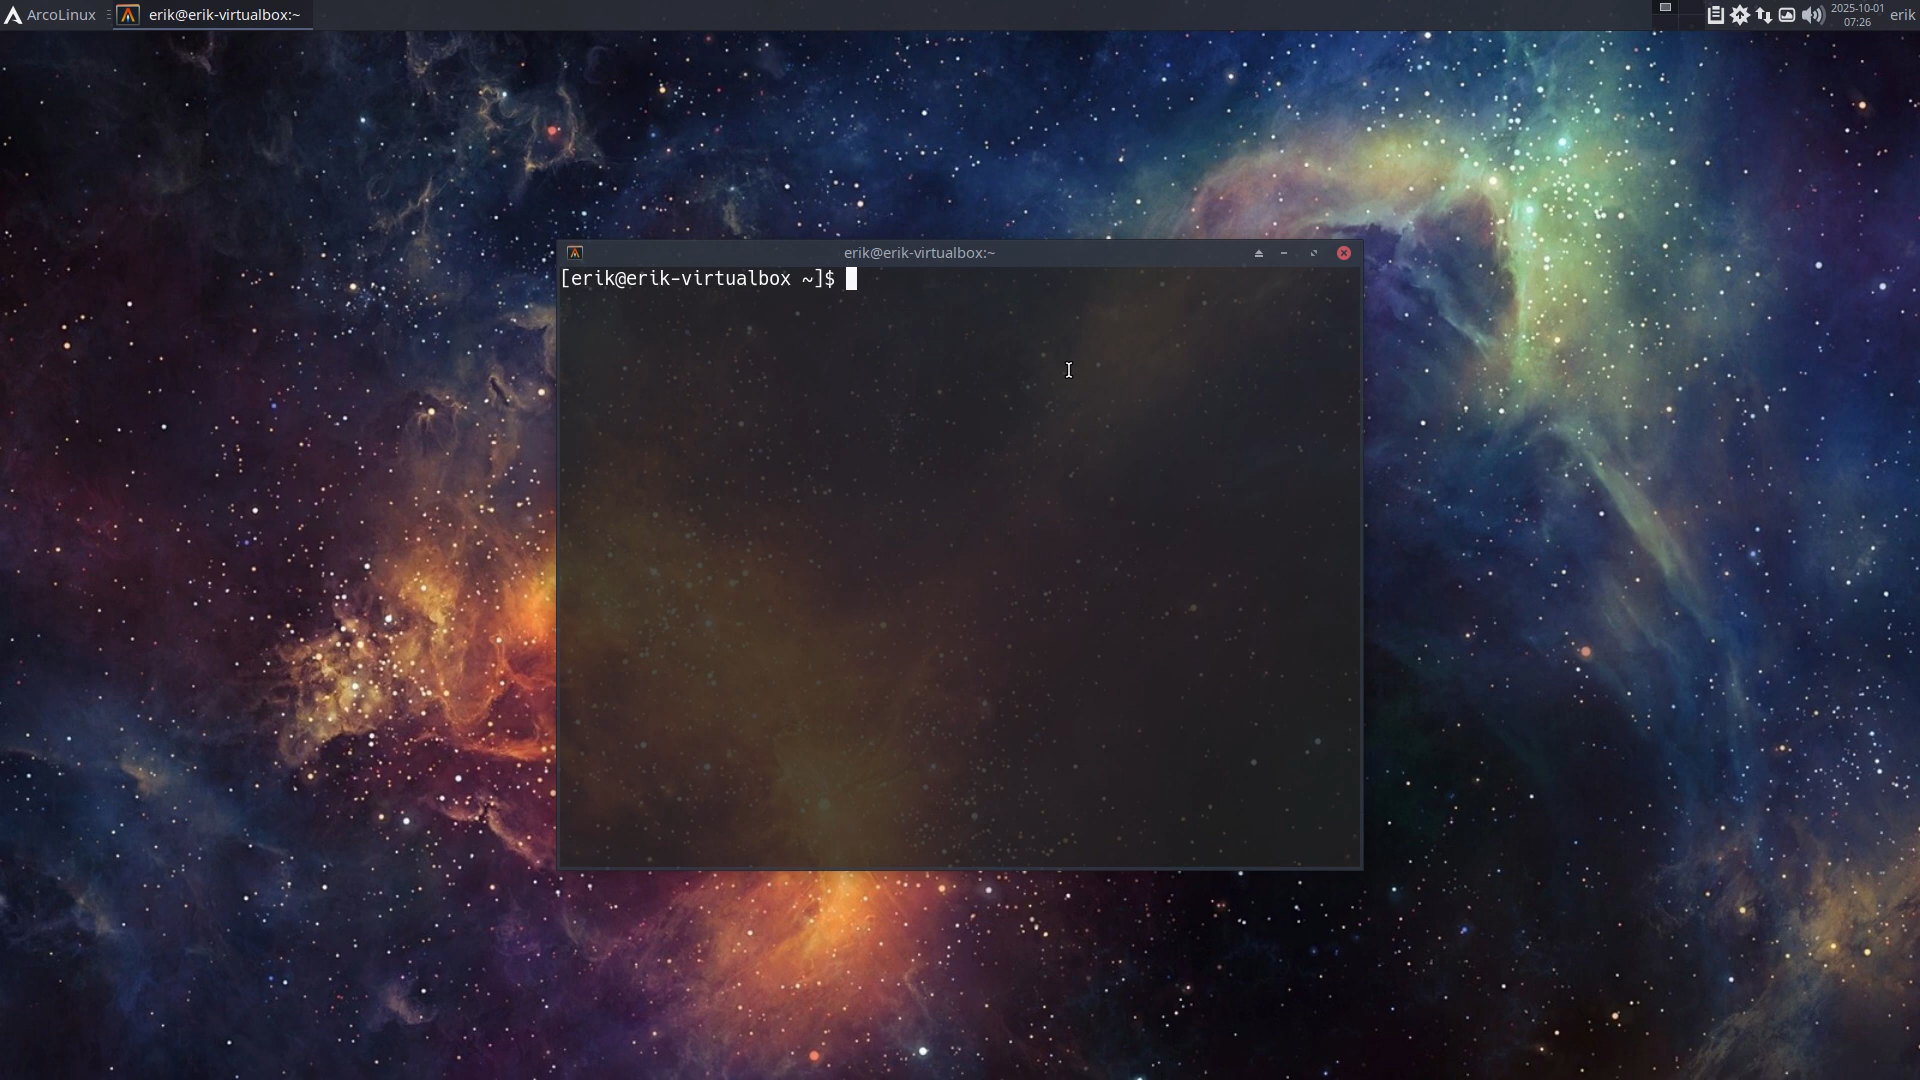 ArcoLinux
erik@erik-virtualbox:~
2025-10-01
07:26
erik
erik@erik-virtualbox:~
[erik@erik-virtualbox ~]$